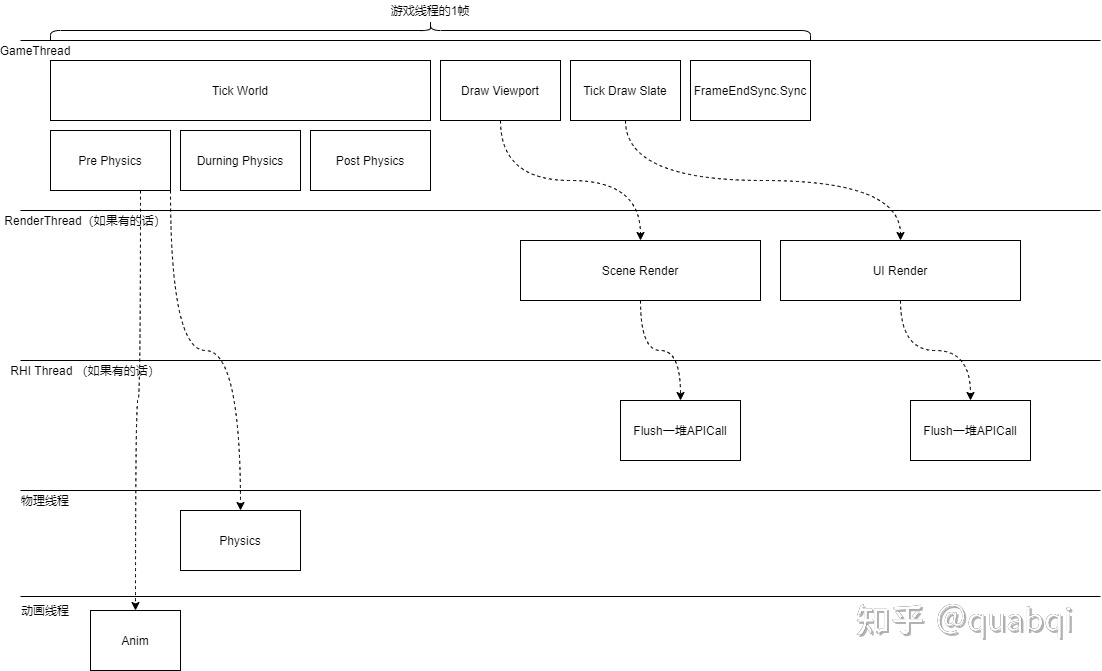 游戏线程的1帧
GameThread
Tick World
Draw Viewport
Tick Draw Slate
FrameEndSync.Sync
Pre Physics
Durning Physics
Post Physics
RenderThread（如果有的话）
Scene Render
UI Render
RHI Thread （如果有的话）
Flush一堆APICall
Flush一堆APICall
物理线程
Physics
动画线程
Anim
知乎 @quabqi